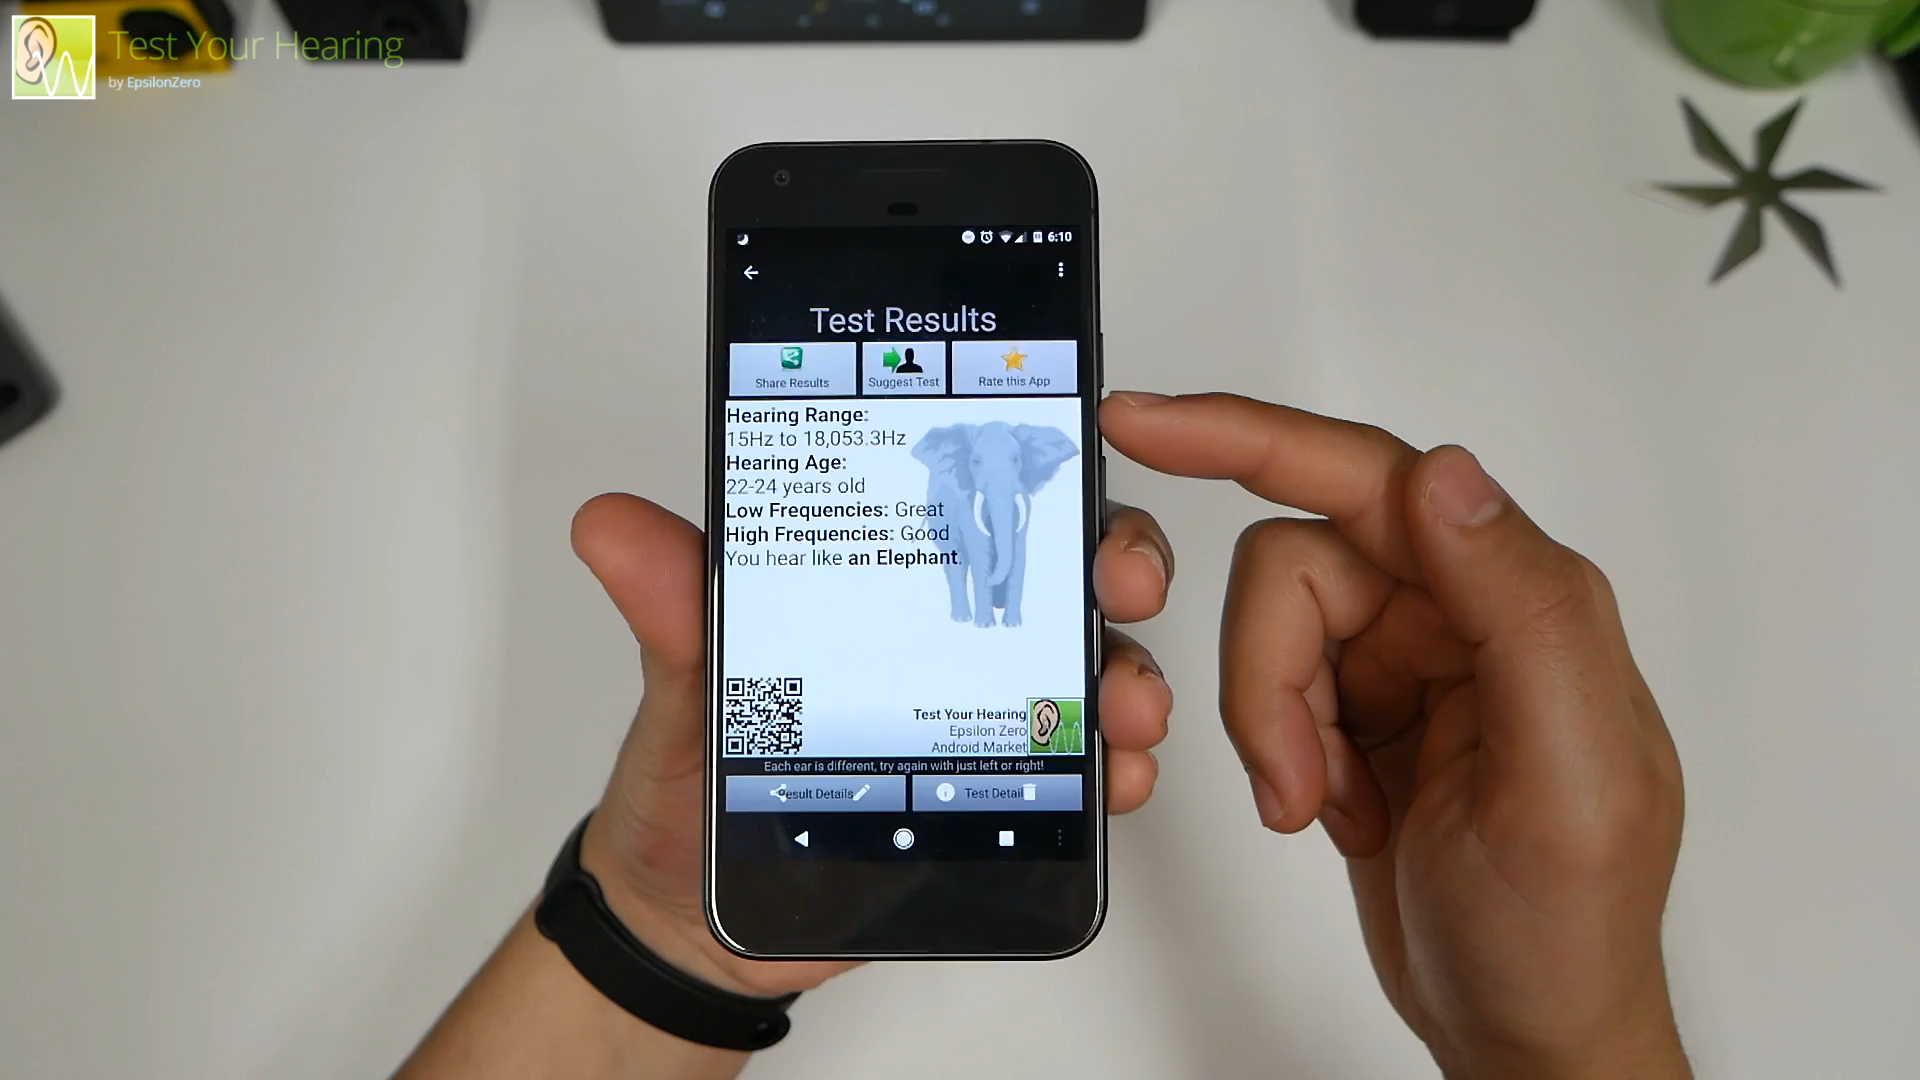 Test Your Hearing
by EpsilonZero
6:10
Test Results
Share Results
Suggest Test
Rate this App
Hearing Range:
15Hz to 18,053.3Hz
Hearing Age:
22-24 years old
Low Frequencies: Great
High Frequencies: Good
You hear like an Elephant.
Test Your Hearing
Epsilon Zero
Android Market
Each ear is different, try again with just left or right!
Result Details
Test Detail